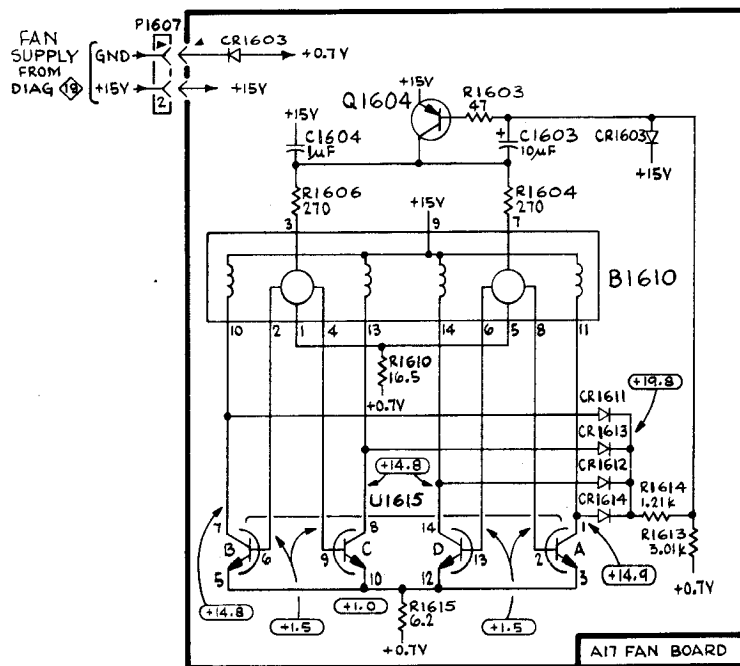 P1607
FAN
SUPPLY
FROM
DIAG 18
GND
+15V
2
CR1603
+0.7V
+15V
+15V
Q1604
R1603
47
+15V
C1604
1µF
+
C1603
10µF
CR1603
+15V
R1606
270
3
+15V
9
R1604
270
7
B1610
10
2
1
4
13
14
6
5
8
11
R1610
16.5
+0.7V
+19.8
CR1611
CR1613
CR1612
CR1614
R1614
1.21K
R1613
3.01K
+0.7V
+14.8
U1615
7
B
6
5
8
C
9
10
14
D
13
12
1
A
2
3
+14.8
+1.5
+1.0
R1615
6.2
+0.7V
+1.5
+14.9
A17 FAN BOARD